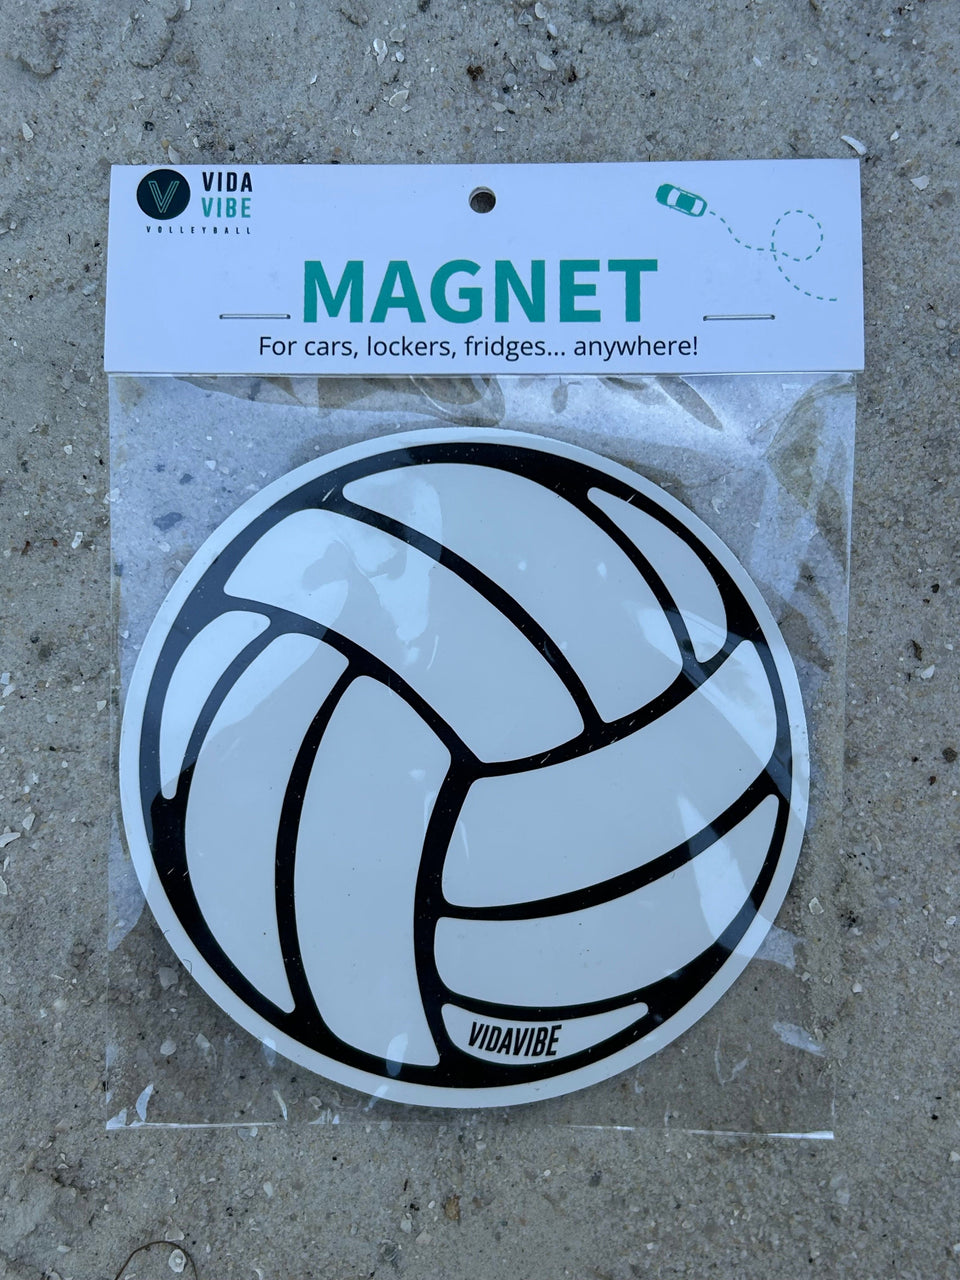 VIDA
VIBE
VOLLEYBALL
MAGNET
For cars, lockers, fridges... anywhere!
VIDAVIBE